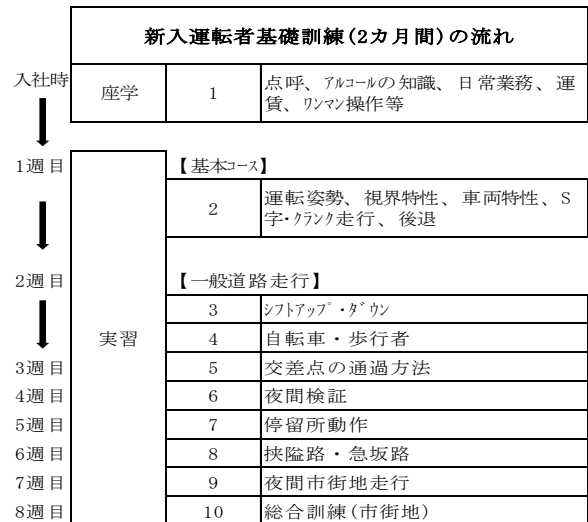 新入運転者基礎訓練(2カ月間)の流れ
入社時
座学
1
点呼、アルコールの知識、日常業務、運
賃、ワンマン操作等
1週目
【基本コース】
2
運転姿勢、視界特性、車両特性、S
字・クランク走行、後退
2週目
【一般道路走行】
実習
3 シフトアップ・ダウン
4 自転車・歩行者
3週目 5 交差点の通過方法
4週目 6 夜間検証
5週目 7 停留所動作
6週目 8 挟隘路・急坂路
7週目 9 夜間市街地走行
8週目 10 総合訓練(市街地)